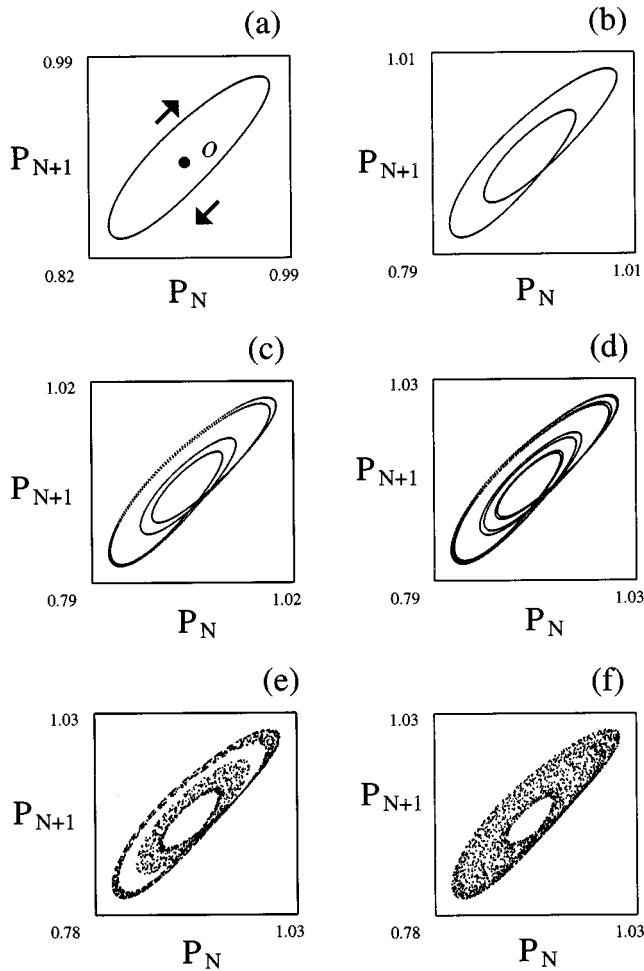 (a)
0.99
P_{N+1}
O
0.82
0.99
P_N
(b)
1.01
P_{N+1}
0.79
1.01
P_N
(c)
1.02
P_{N+1}
0.79
1.02
P_N
(d)
1.03
P_{N+1}
0.79
1.03
P_N
(e)
1.03
P_{N+1}
0.78
1.03
P_N
(f)
1.03
P_{N+1}
0.78
1.03
P_N